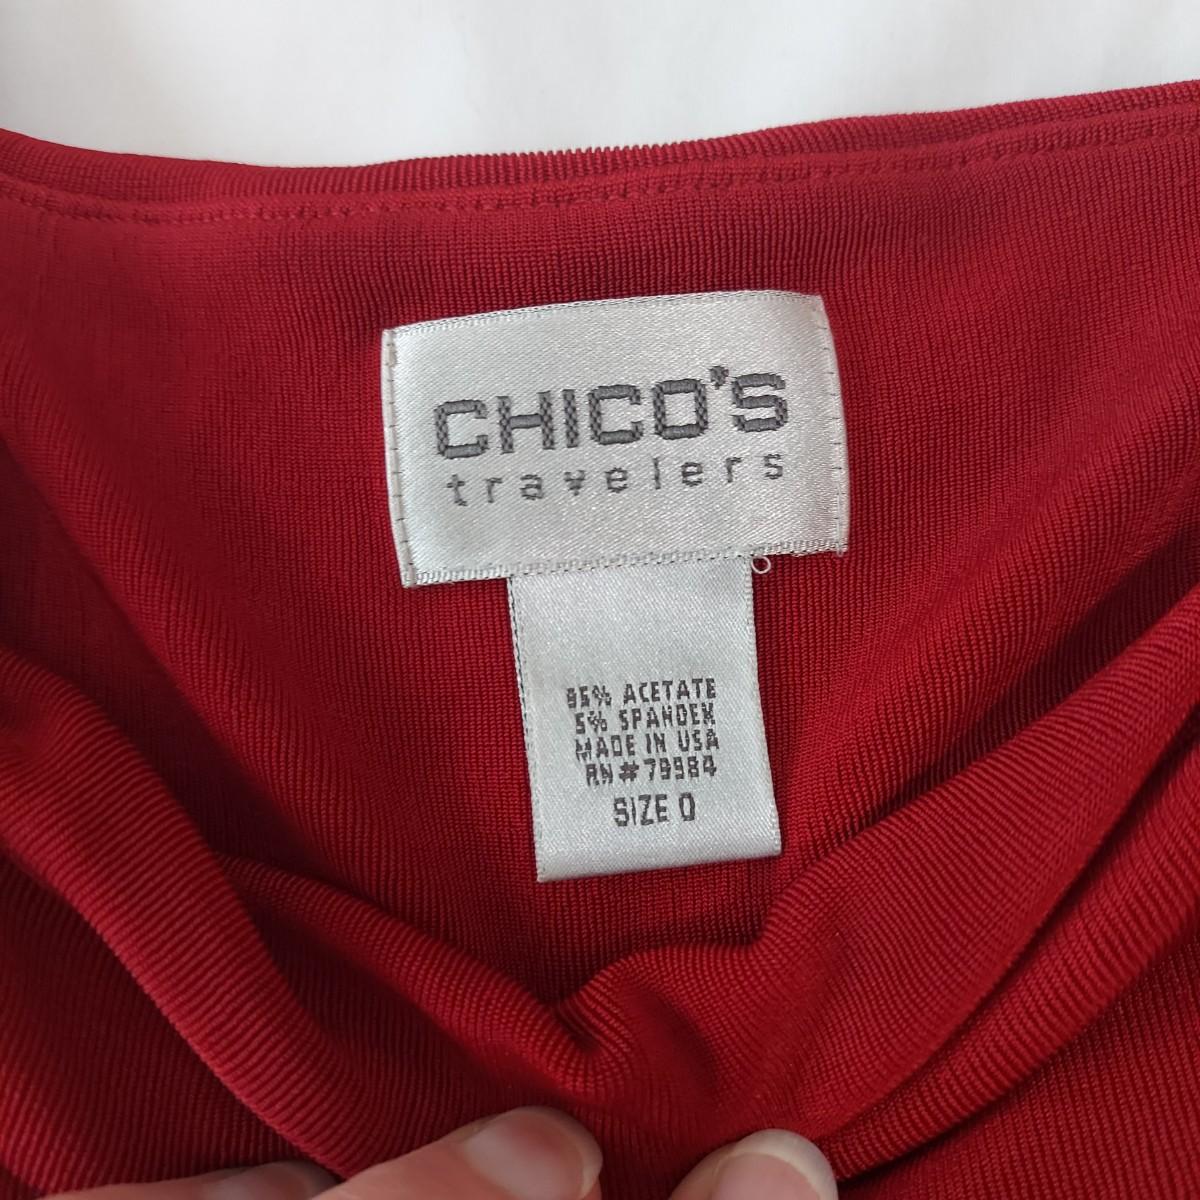 CHICO'S
travelers
95% ACETATE
5% SPANDEX
MADE IN USA
RN#79984
SIZE 0